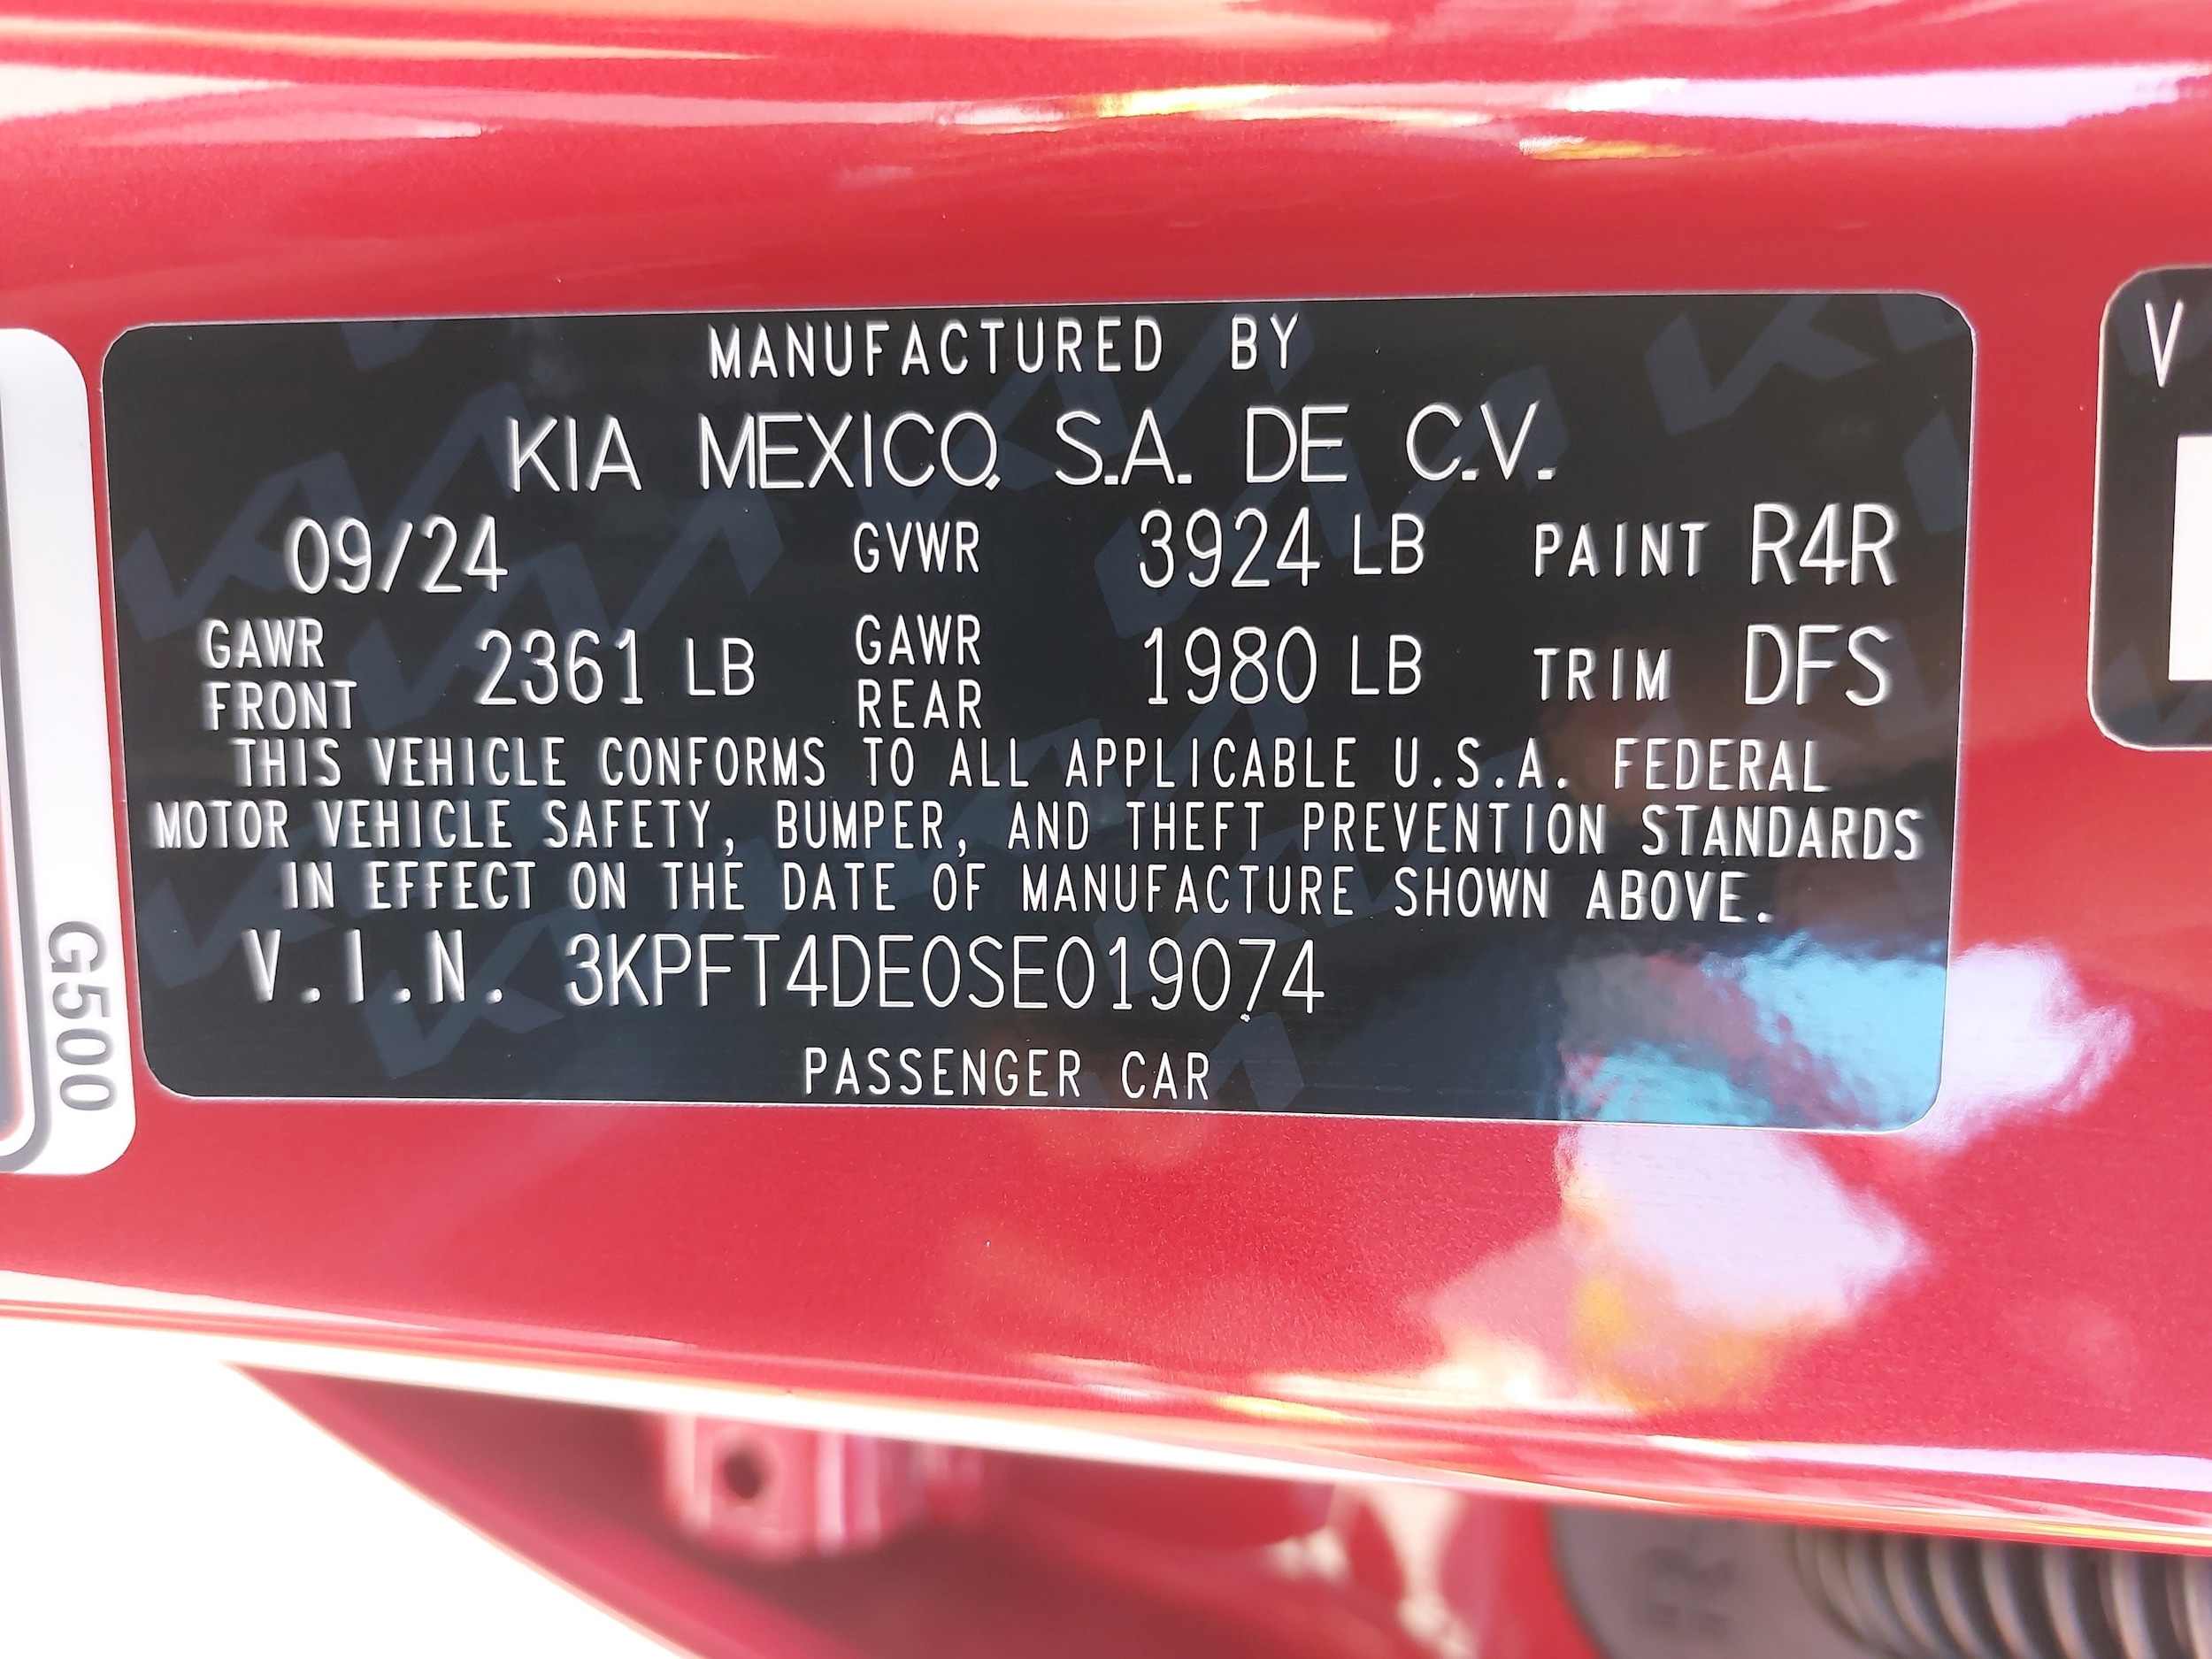 MANUFACTURED BY
KIA MEXICO, S.A. DE C.V.
09/24 GVWR 3924 LB PAINT R4R
GAWR FRONT 2361 LB GAWR REAR 1980 LB TRIM DFS
THIS VEHICLE CONFORMS TO ALL APPLICABLE U.S.A. FEDERAL
MOTOR VEHICLE SAFETY, BUMPER, AND THEFT PREVENTION STANDARDS
IN EFFECT ON THE DATE OF MANUFACTURE SHOWN ABOVE.
V.I.N. 3KPFT4DE0SE019074
PASSENGER CAR
G500
V